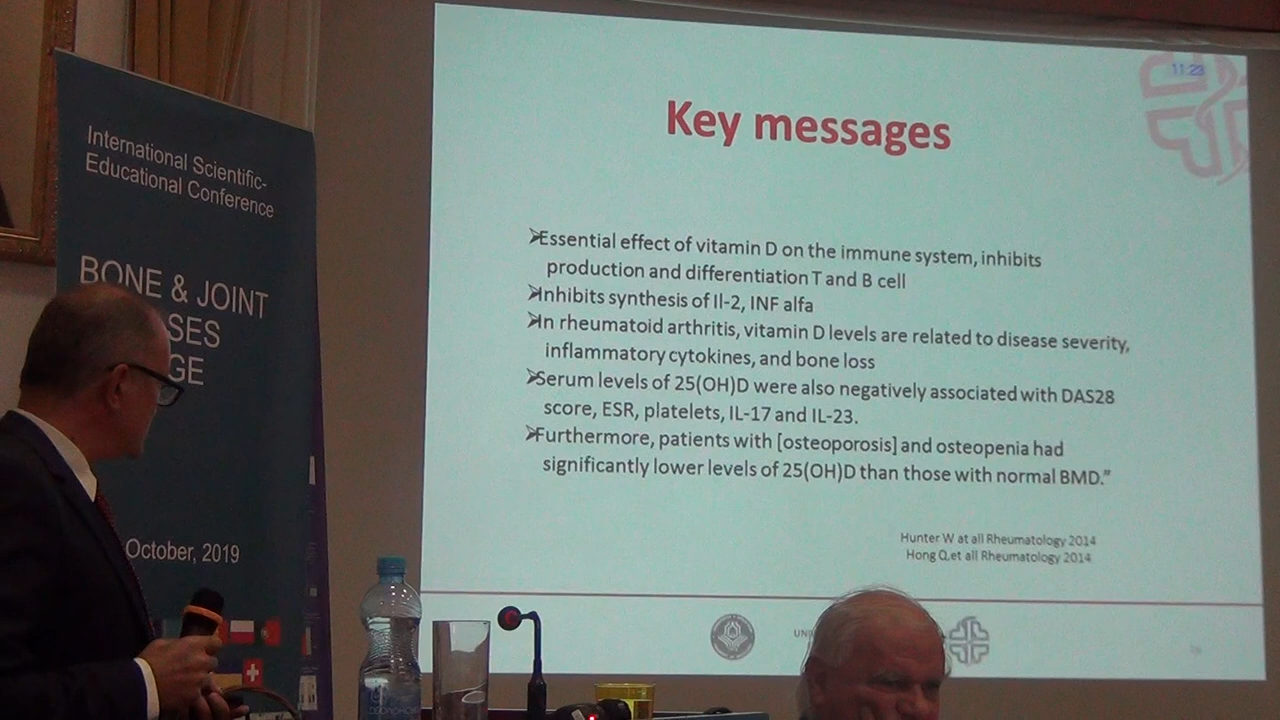 International Scientific-
Educational Conference
BONE & JOINT
SES
GE
October, 2019
11:23
Key messages
➢Essential effect of vitamin D on the immune system, inhibits
production and differentiation T and B cell
➢Inhibits synthesis of Il-2, INF alfa
➢In rheumatoid arthritis, vitamin D levels are related to disease severity,
inflammatory cytokines, and bone loss
➢Serum levels of 25(OH)D were also negatively associated with DAS28
score, ESR, platelets, IL-17 and IL-23.
➢Furthermore, patients with [osteoporosis] and osteopenia had
significantly lower levels of 25(OH)D than those with normal BMD."
Hunter W at all Rheumatology 2014
Hong Q.et all Rheumatology 2014
UNI